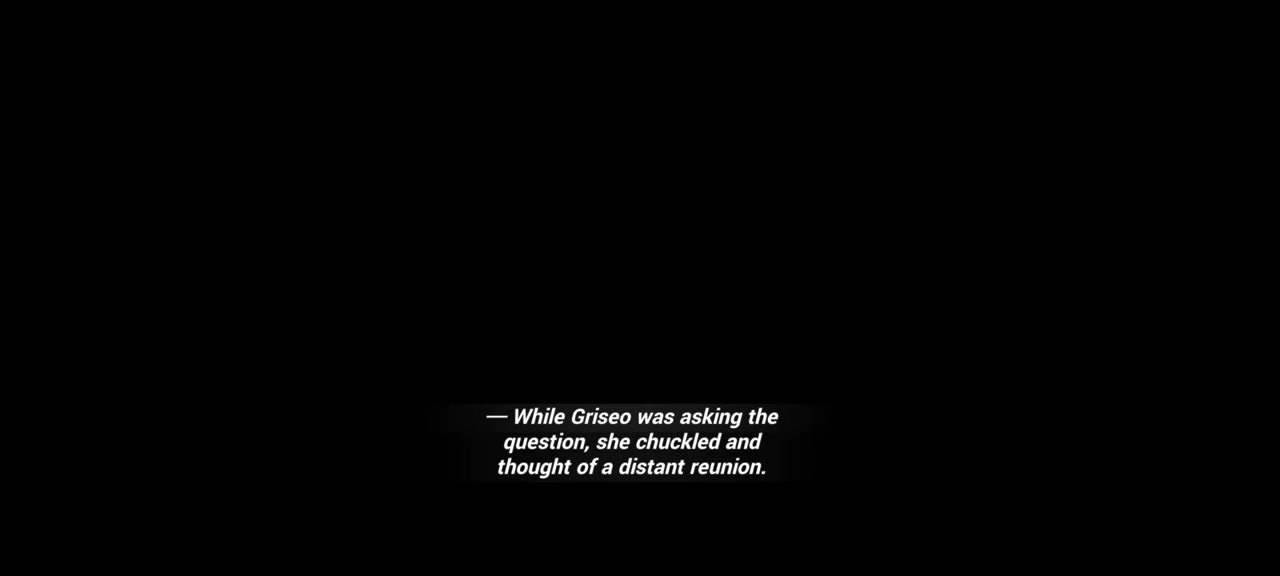 — While Griseo was asking the
question, she chuckled and
thought of a distant reunion.